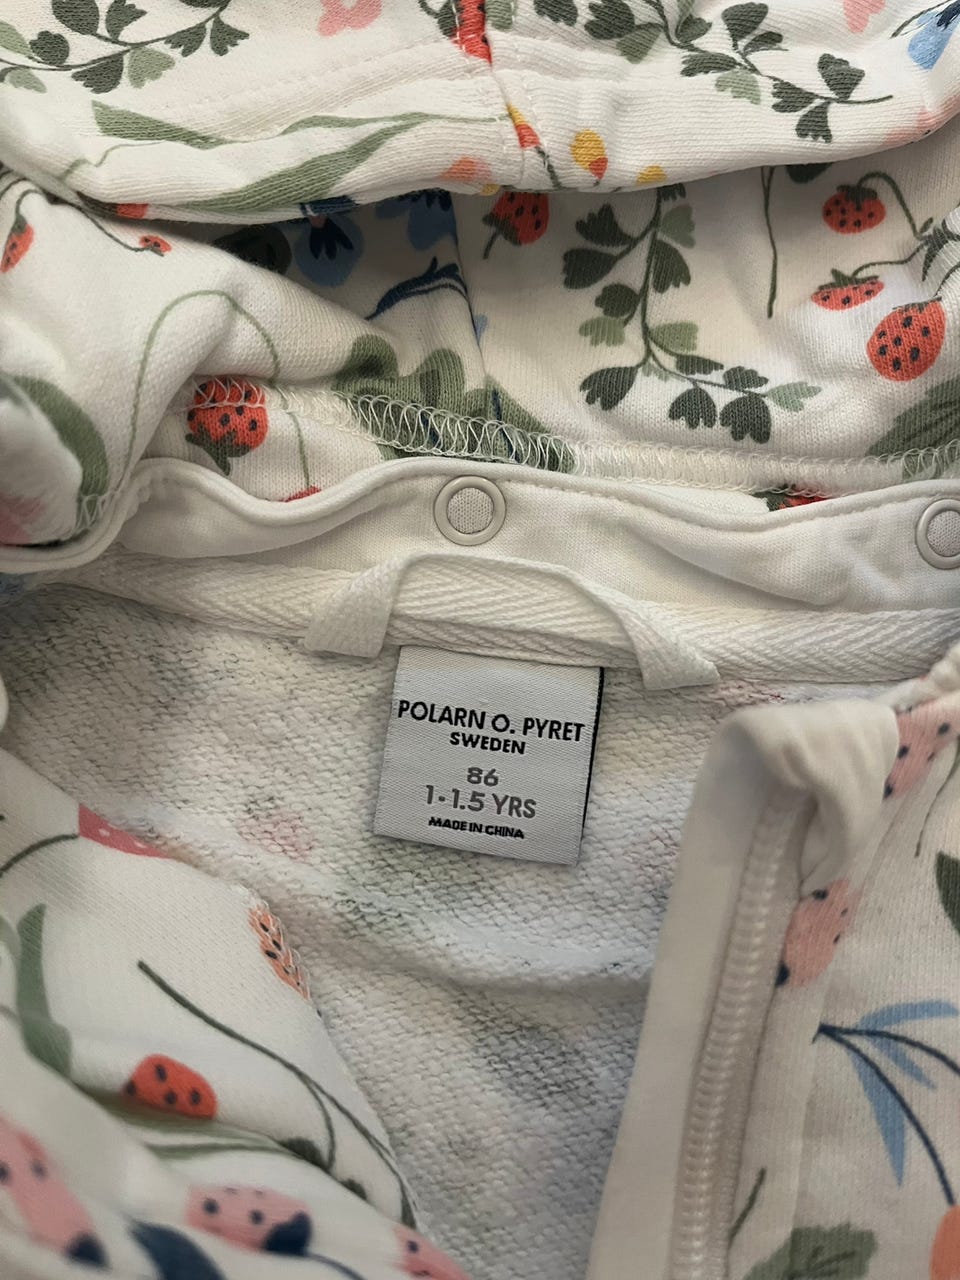 POLARN O. PYRET
SWEDEN
86
1-1.5 YRS
MADE IN CHINA